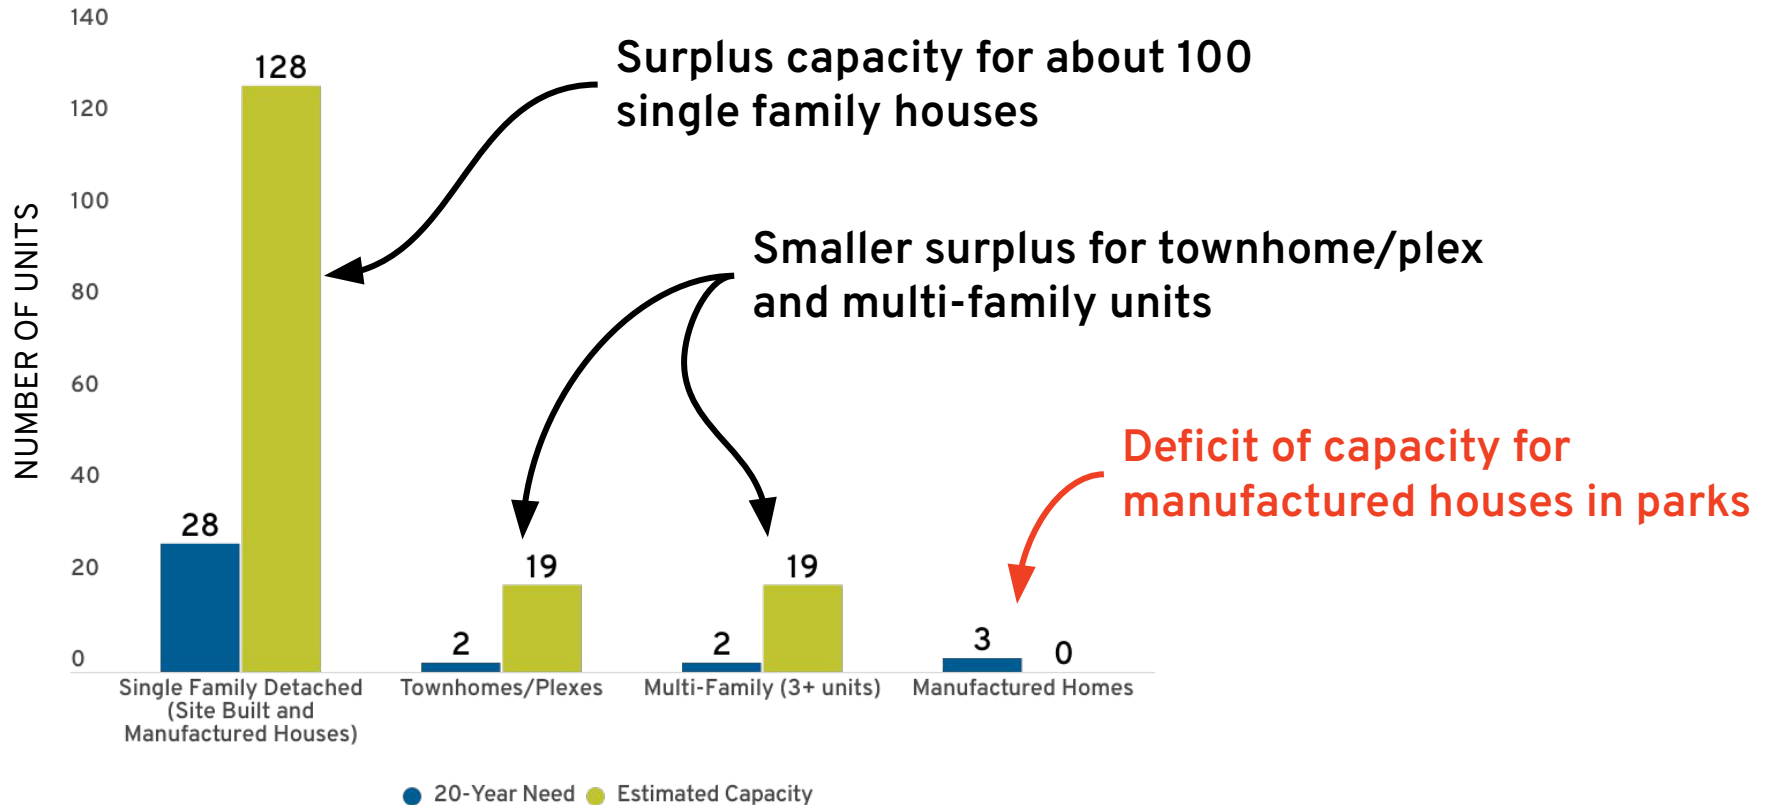 140
120
100
80
60
40
20
0
NUMBER OF UNITS
128
28
2
19
2
19
3
0
Surplus capacity for about 100
single family houses
Smaller surplus for townhome/plex
and multi-family units
Deficit of capacity for
manufactured houses in parks
Single Family Detached
(Site Built and
Manufactured Houses)
Townhomes/Plexes
Multi-Family (3+ units)
Manufactured Homes
20-Year Need
Estimated Capacity